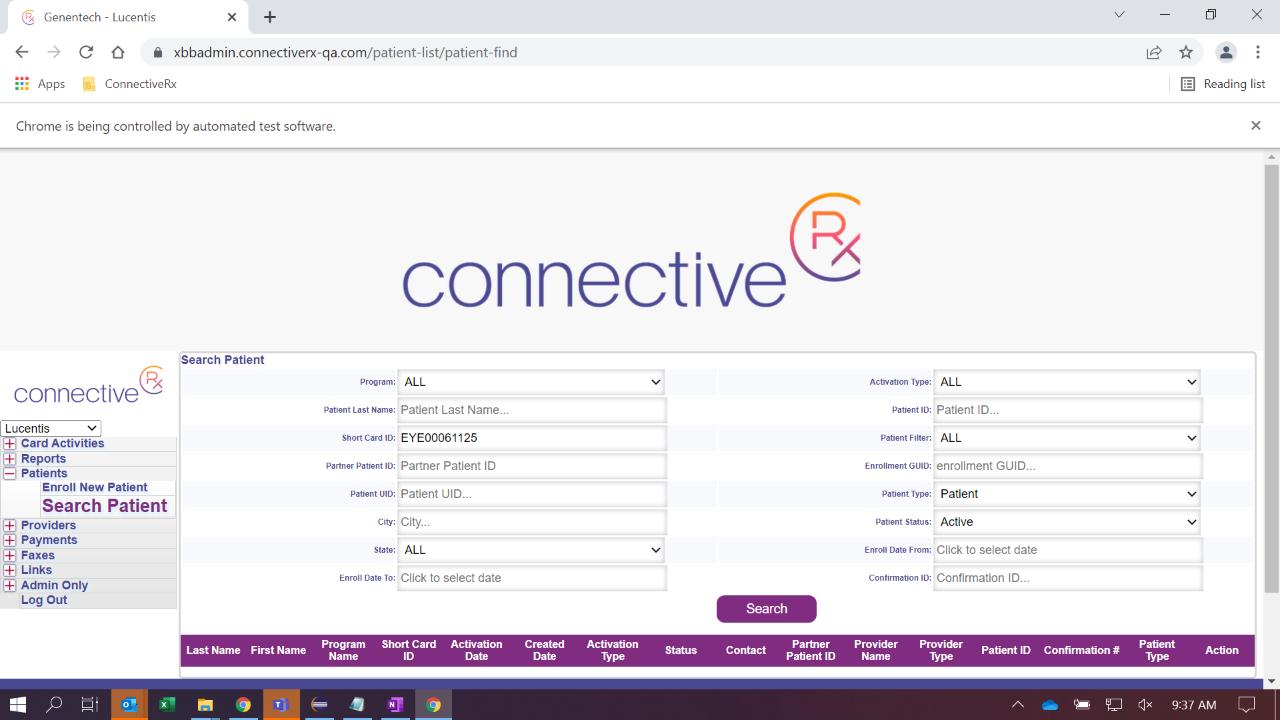 Genentech - Lucentis
xbbadmin.connectiverx-qa.com/patient-list/patient-find
Apps
ConnectiveRx
Reading list
Chrome is being controlled by automated test software.
connective Rx
connective Rx
Lucentis
Card Activities
Reports
Patients
Enroll New Patient
Search Patient
Providers
Payments
Faxes
Links
Admin Only
Log Out
Search Patient
Program: ALL
Activation Type: ALL
Patient Last Name: Patient Last Name...
Patient ID: Patient ID...
Short Card ID: EYE00061125
Patient Filter: ALL
Partner Patient ID: Partner Patient ID
Enrollment GUID: enrollment GUID...
Patient UID: Patient UID...
Patient Type: Patient
City: City...
Patient Status: Active
State: ALL
Enroll Date From: Click to select date
Enroll Date To: Click to select date
Confirmation ID: Confirmation ID...
Search
Last Name First Name Program Name Short Card ID Activation Date Created Date Activation Type Status Contact Partner Patient ID Provider Name Provider Type Patient ID Confirmation # Patient Type Action
9:37 AM